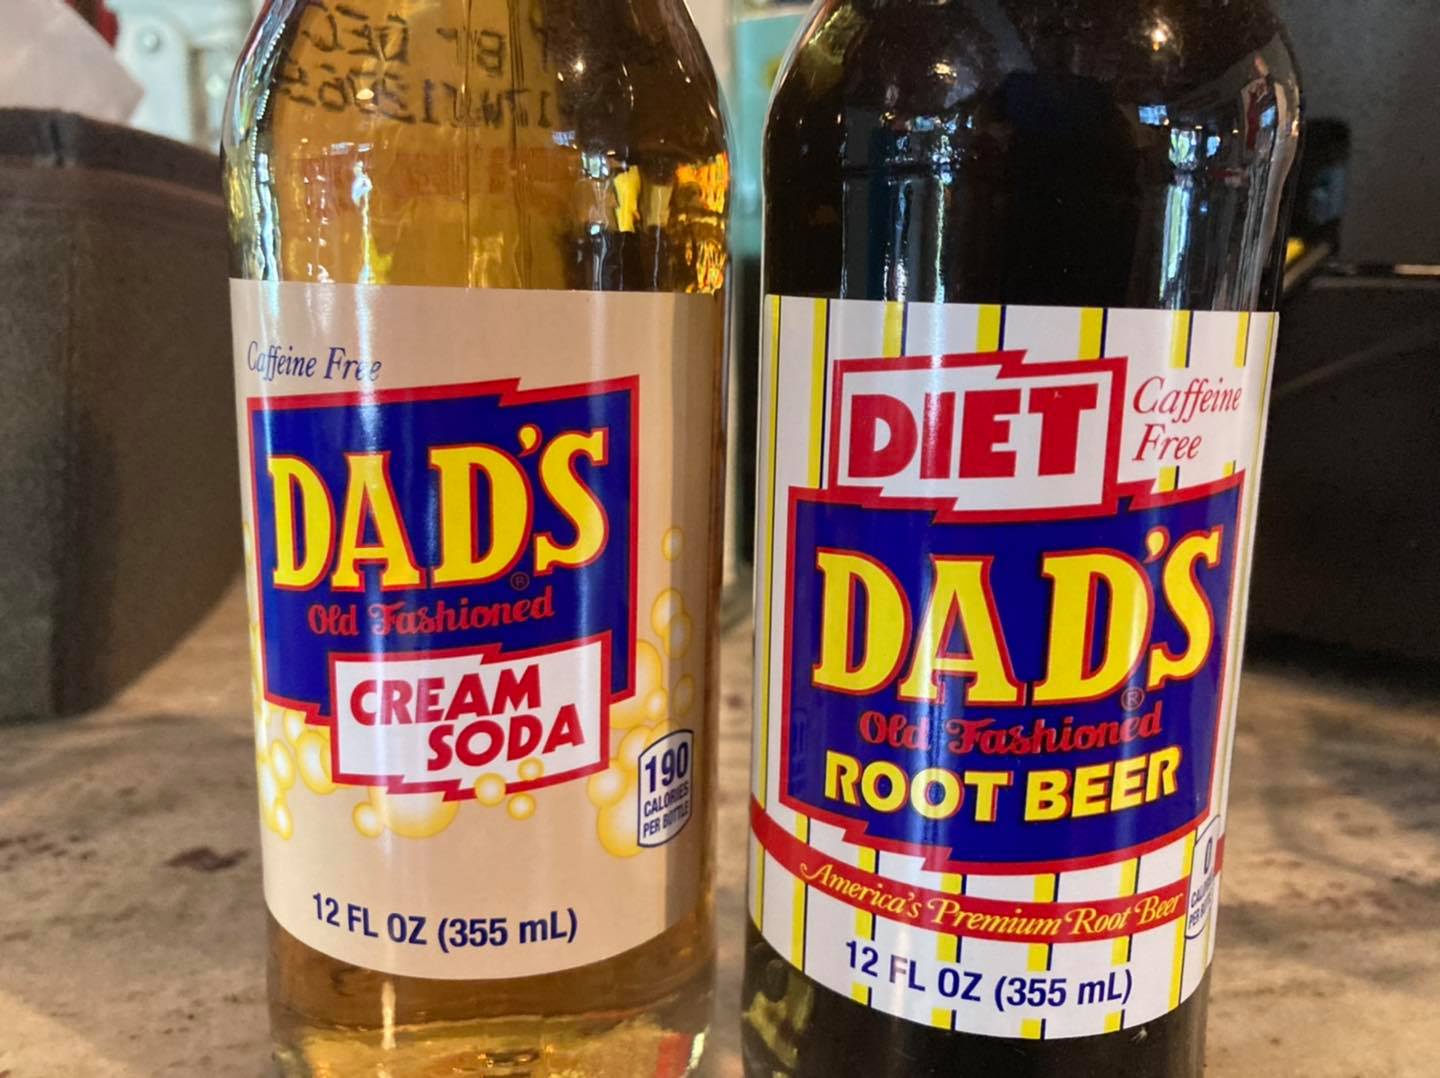 Caffeine Free
DAD'S
®
Old Fashioned
CREAM
SODA
190
CALORIES
PER BOTTLE
12 FL OZ (355 mL)
DIET
Caffeine
Free
DAD'S
®
Old Fashioned
ROOT BEER
America's Premium Root Beer
0
12 FL OZ (355 mL)